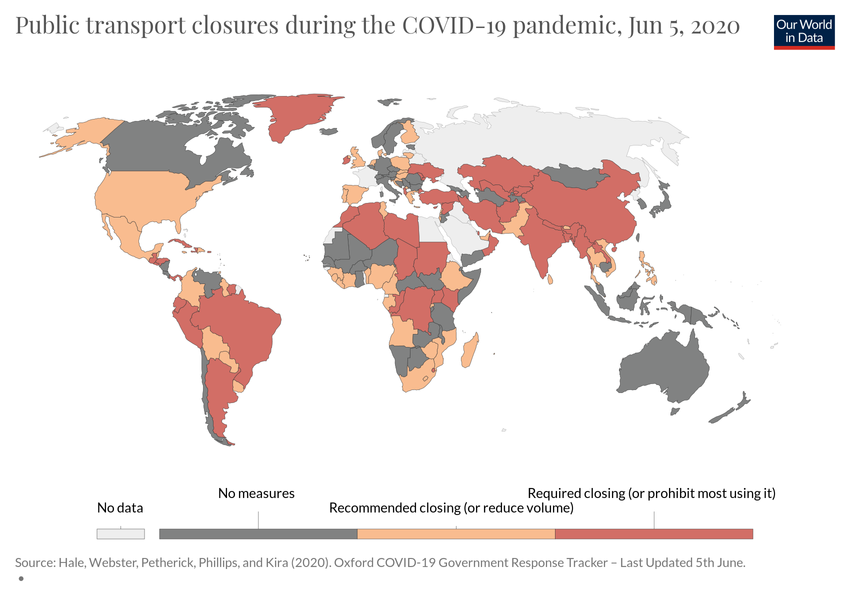 Public transport closures during the COVID-19 pandemic, Jun 5, 2020
Our World
in Data
No data
No measures
Recommended closing (or reduce volume)
Required closing (or prohibit most using it)
Source: Hale, Webster, Petherick, Phillips, and Kira (2020). Oxford COVID-19 Government Response Tracker – Last Updated 5th June.
•